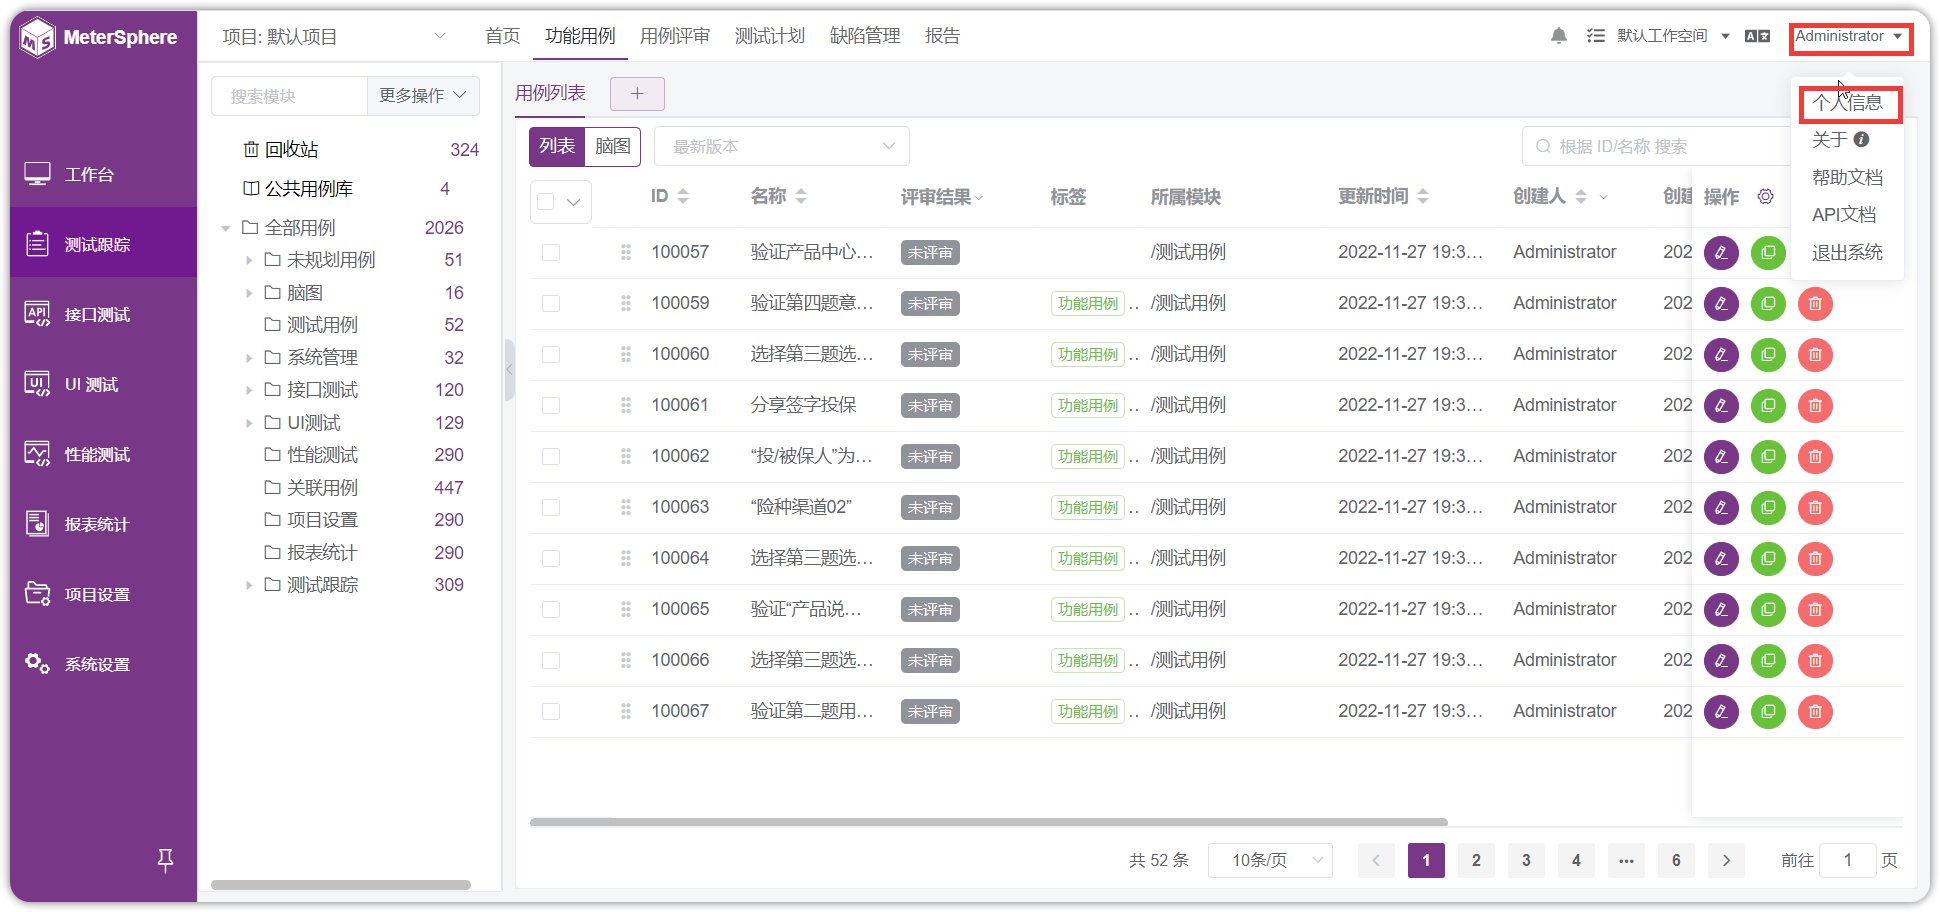 MeterSphere
项目: 默认项目
首页 功能用例 用例评审 测试计划 缺陷管理 报告
默认工作空间
Administrator
个人信息
关于
帮助文档
API文档
退出系统
工作台
测试跟踪
接口测试
UI 测试
性能测试
报表统计
项目设置
系统设置
搜索模块 更多操作
回收站 324
公共用例库 4
全部用例 2026
未规划用例 51
脑图 16
测试用例 52
系统管理 32
接口测试 120
UI测试 129
性能测试 290
关联用例 447
项目设置 290
报表统计 290
测试跟踪 309
用例列表 +
列表 脑图 最新版本 根据 ID/名称 搜索
ID 名称 评审结果 标签 所属模块 更新时间 创建人 创建 操作
100057 验证产品中心... 未评审 /测试用例 2022-11-27 19:3... Administrator 202
100059 验证第四题意... 未评审 功能用例 .. /测试用例 2022-11-27 19:3... Administrator 202
100060 选择第三题选... 未评审 功能用例 .. /测试用例 2022-11-27 19:3... Administrator 202
100061 分享签字投保 未评审 功能用例 .. /测试用例 2022-11-27 19:3... Administrator 202
100062 “投/被保人”为... 未评审 功能用例 .. /测试用例 2022-11-27 19:3... Administrator 202
100063 “险种渠道02” 未评审 功能用例 .. /测试用例 2022-11-27 19:3... Administrator 202
100064 选择第三题选... 未评审 功能用例 .. /测试用例 2022-11-27 19:3... Administrator 202
100065 验证“产品说... 未评审 功能用例 .. /测试用例 2022-11-27 19:3... Administrator 202
100066 选择第三题选... 未评审 功能用例 .. /测试用例 2022-11-27 19:3... Administrator 202
100067 验证第二题用... 未评审 功能用例 .. /测试用例 2022-11-27 19:3... Administrator 202
共 52 条 10条/页 < 1 2 3 4 ... 6 > 前往 1 页